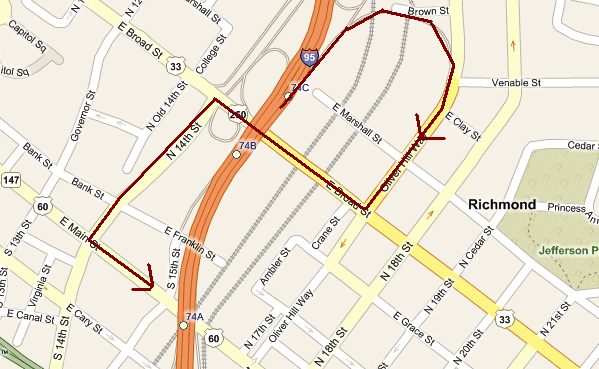 Capitol Sq
Marshall St
College St
E Broad St
33
Brown St
95
74C
Venable St
Capitol Sq
Governor St
N Old 14th St
250
E Marshall St
E Clay St
N 14th St
74B
Oliver Hill Way
Cedar
Bank St
147
60
E Broad St
Richmond
Princess Ann
S 13th St
E Main St
E Franklin St
Crane St
N Cedar St
Jefferson P
Ambler St
S 15th St
N 18th St
Virginia St
13th St
N 19th St
N 21st St
E Canal St
E Cary St
74A
N 17th St
Oliver Hill Way
33
S 14th St
60
N 18th St
E Grace St
N 20th St